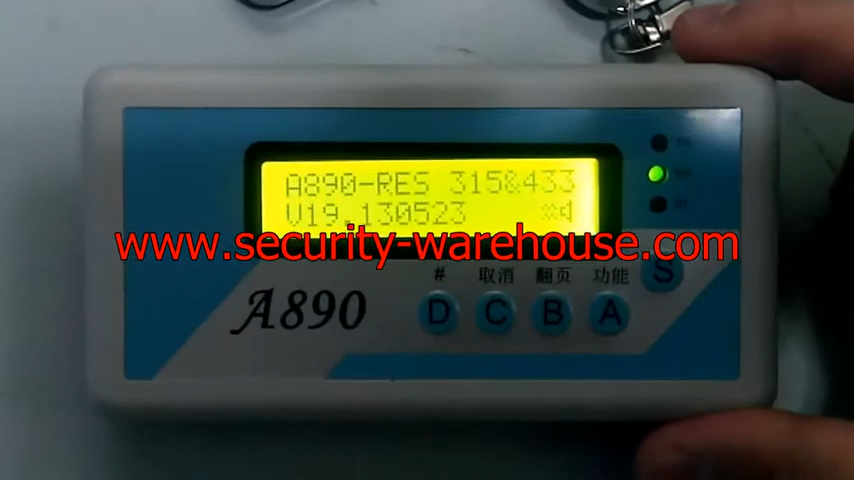 A890-RES 315&433
V19.130523
www.security-warehouse.com
# 取消 翻页 功能
S
A890
D C B A